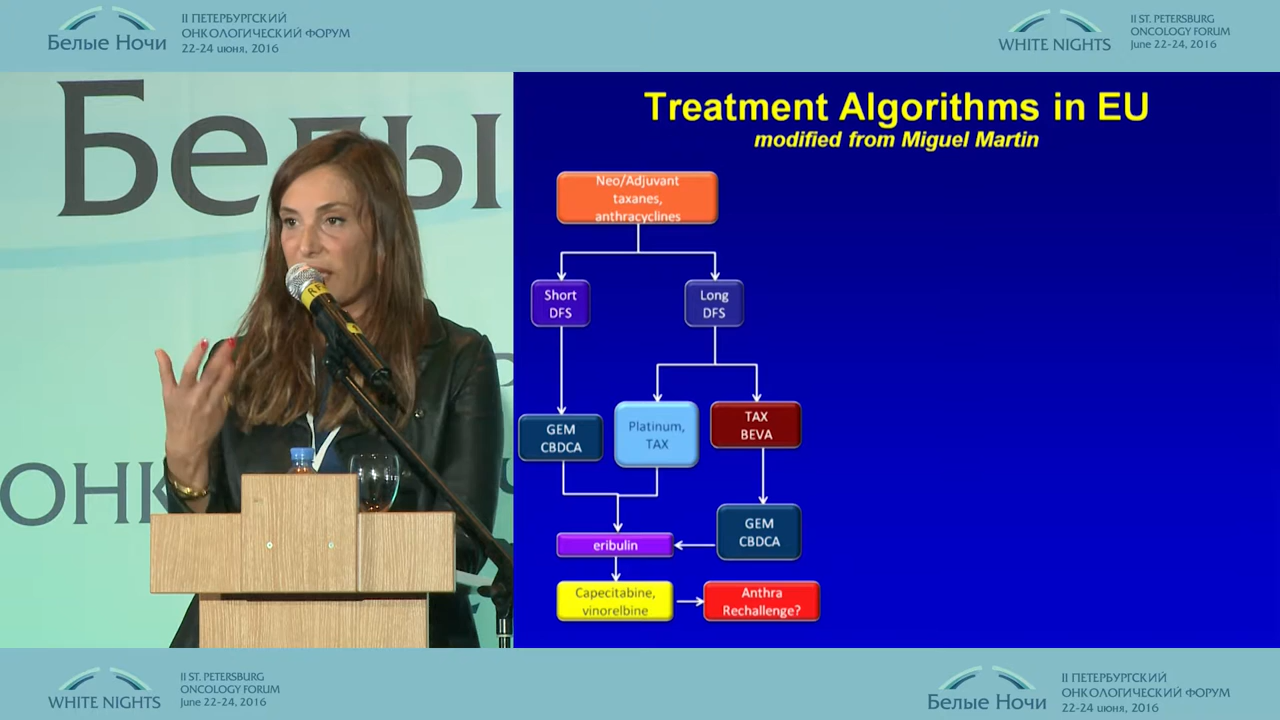 Белые Ночи
II ПЕТЕРБУРГСКИЙ
ОНКОЛОГИЧЕСКИЙ ФОРУМ
22-24 июня, 2016
WHITE NIGHTS
II ST. PETERSBURG
ONCOLOGY FORUM
June 22-24, 2016
Белы
ОНК
Treatment Algorithms in EU
modified from Miguel Martin
Neo/Adjuvant
taxanes,
anthracyclines
Short
DFS
Long
DFS
GEM
CBDCA
Platinum,
TAX
TAX
BEVA
GEM
CBDCA
eribulin
Capecitabine,
vinorelbine
Anthra
Rechallenge?
WHITE NIGHTS
II ST. PETERSBURG
ONCOLOGY FORUM
June 22-24, 2016
Белые Ночи
II ПЕТЕРБУРГСКИЙ
ОНКОЛОГИЧЕСКИЙ ФОРУМ
22-24 июня, 2016